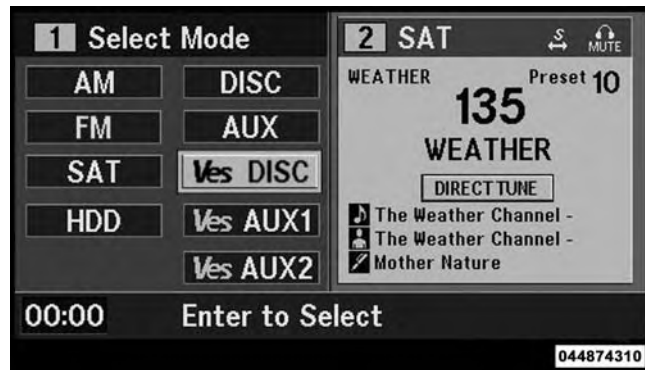 1 Select Mode
AM
DISC
FM
AUX
SAT
Ves DISC
HDD
Ves AUX1
Ves AUX2
2 SAT
S
MUTE
WEATHER
Preset 10
135
WEATHER
DIRECT TUNE
The Weather Channel -
The Weather Channel -
Mother Nature
00:00
Enter to Select
044874310